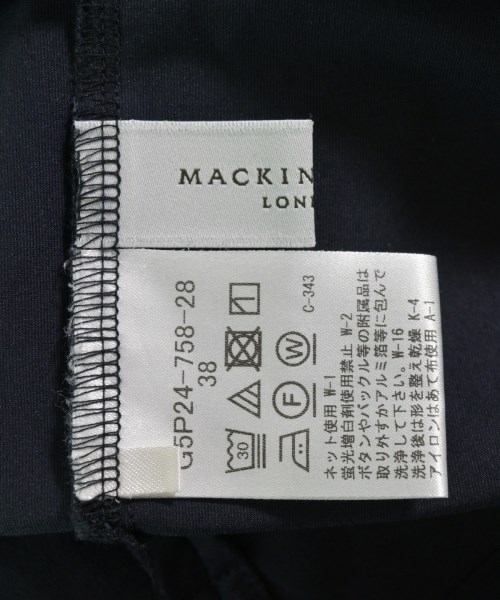 MACKIN
LON
G5P24-758-28
38
30
F
W
C-343
ネット使用 W-1
蛍光増白剤使用禁止 W-2
ボタンやバックル等の附属品は
取り外すかアルミ箔等に包んで
洗浄して下さい。W-16
洗浄後は形を整え乾燥 K-4
アイロンはあて布使用 A-1